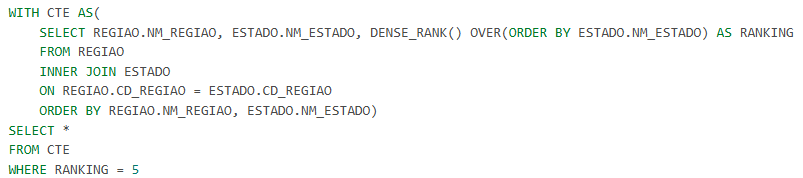 WITH CTE AS(
    SELECT REGIAO.NM_REGIAO, ESTADO.NM_ESTADO, DENSE_RANK() OVER(ORDER BY ESTADO.NM_ESTADO) AS RANKING
    FROM REGIAO
    INNER JOIN ESTADO
    ON REGIAO.CD_REGIAO = ESTADO.CD_REGIAO
    ORDER BY REGIAO.NM_REGIAO, ESTADO.NM_ESTADO)
SELECT *
FROM CTE
WHERE RANKING = 5